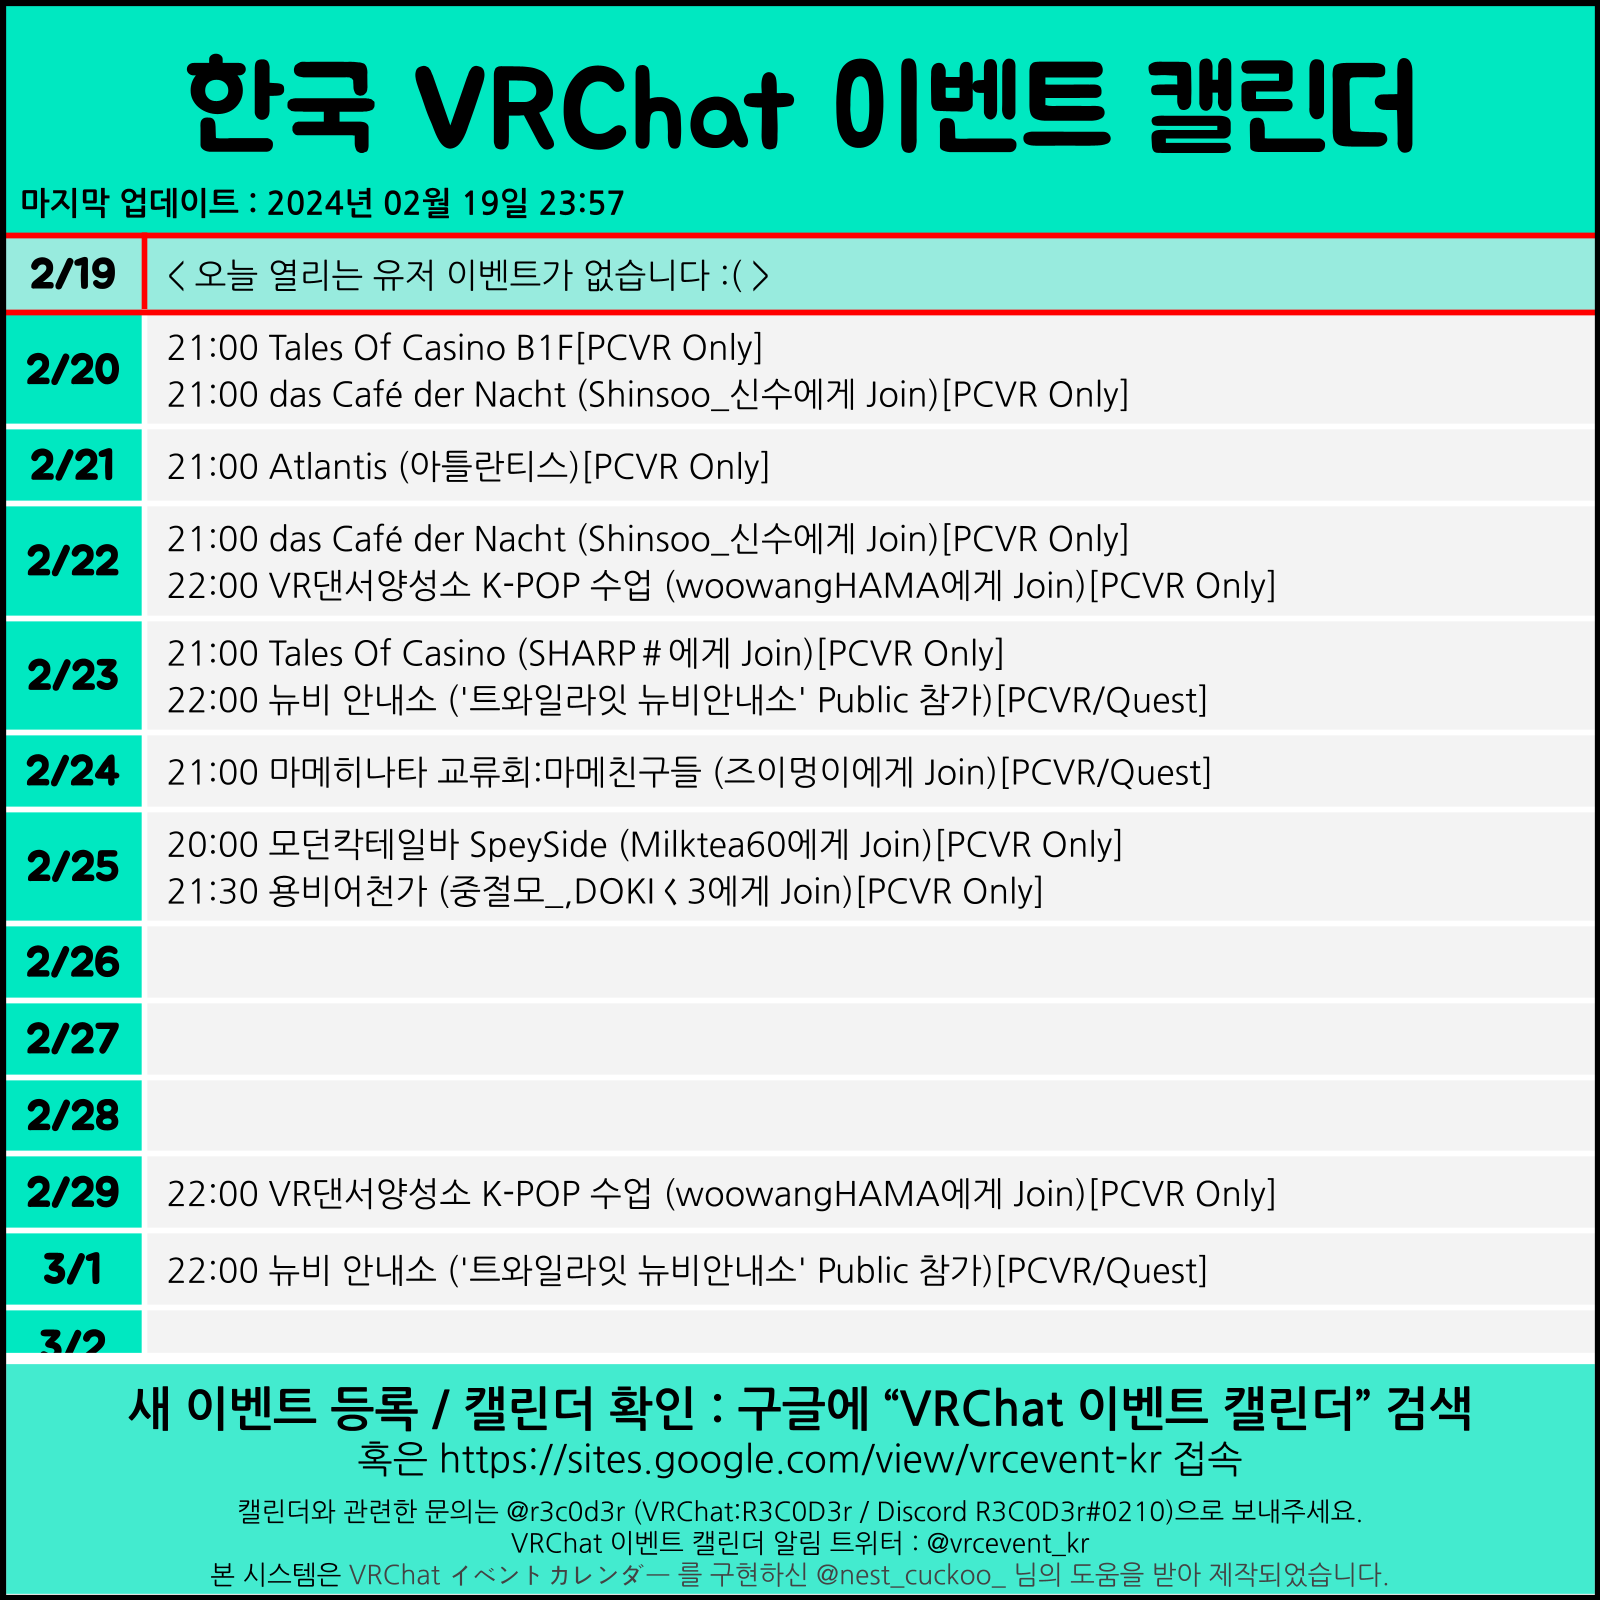 한국 VRChat 이벤트 캘린더
마지막 업데이트 : 2024년 02월 19일 23:57
2/19
< 오늘 열리는 유저 이벤트가 없습니다 :( >
2/20
21:00 Tales Of Casino B1F[PCVR Only]
21:00 das Café der Nacht (Shinsoo_신수에게 Join)[PCVR Only]
2/21
21:00 Atlantis (아틀란티스)[PCVR Only]
2/22
21:00 das Café der Nacht (Shinsoo_신수에게 Join)[PCVR Only]
22:00 VR댄서양성소 K-POP 수업 (woowangHAMA에게 Join)[PCVR Only]
2/23
21:00 Tales Of Casino (SHARP#에게 Join)[PCVR Only]
22:00 뉴비 안내소 ('트와일라잇 뉴비안내소' Public 참가)[PCVR/Quest]
2/24
21:00 마메히나타 교류회:마메친구들 (즈이멍이에게 Join)[PCVR/Quest]
2/25
20:00 모던칵테일바 SpeySide (Milktea60에게 Join)[PCVR Only]
21:30 용비어천가 (중절모_,DOKIく3에게 Join)[PCVR Only]
2/26
2/27
2/28
2/29
22:00 VR댄서양성소 K-POP 수업 (woowangHAMA에게 Join)[PCVR Only]
3/1
22:00 뉴비 안내소 ('트와일라잇 뉴비안내소' Public 참가)[PCVR/Quest]
3/2
새 이벤트 등록 / 캘린더 확인 : 구글에 “VRChat 이벤트 캘린더” 검색
혹은 https://sites.google.com/view/vrcevent-kr 접속
캘린더와 관련한 문의는 @r3c0d3r (VRChat:R3C0D3r / Discord R3C0D3r#0210)으로 보내주세요.
VRChat 이벤트 캘린더 알림 트위터 : @vrcevent_kr
본 시스템은 VRChat イベントカレンダー 를 구현하신 @nest_cuckoo_ 님의 도움을 받아 제작되었습니다.